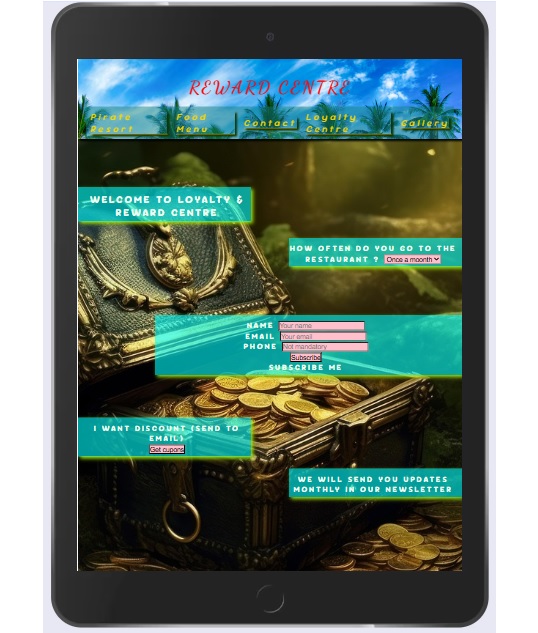 REWARD CENTRE
Pirate Resort
Food Menu
Contact
Loyalty Centre
Gallery
WELCOME TO LOYALTY &
REWARD CENTRE
HOW OFTEN DO YOU GO TO THE
RESTAURANT ? Once a moonth
NAME Your name
EMAIL Your email
PHONE Not mandatory
Subscribe
SUBSCRIBE ME
I WANT DISCOUNT (SEND TO
EMAIL)
Get cupons
WE WILL SEND YOU UPDATES
MONTHLY IN OUR NEWSLETTER